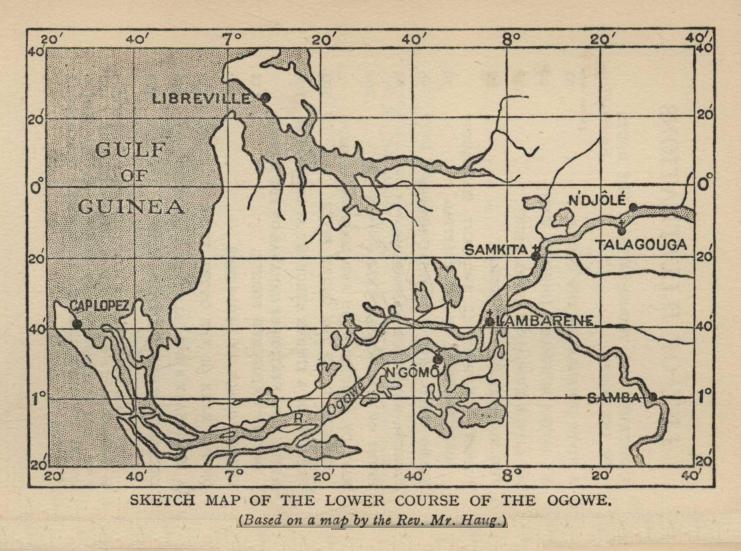 20′ 40′ 7° 20′ 40′ 8° 20′ 40′
40′ 40′
LIBREVILLE
20′ 20′
GULF
OF
GUINEA
0° 0°
N'DJÔLÉ
TALAGOUGA
SAMKITA
20′ 20′
CAP LOPEZ
40′ LAMBARENE 40′
N'GÔMÔ
1° SAMBA 1°
R. Ogowe
20′ 20′
20′ 40′ 7° 20′ 40′ 8° 20′ 40′
SKETCH MAP OF THE LOWER COURSE OF THE OGOWE.
(Based on a map by the Rev. Mr. Haug.)